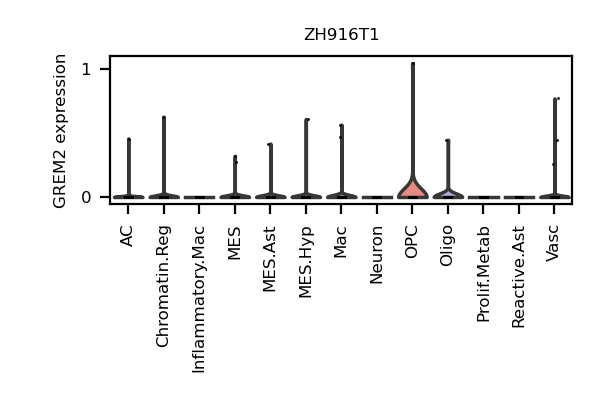 ZH916T1
GREM2 expression
1
0
AC
Chromatin.Reg
Inflammatory.Mac
MES
MES.Ast
MES.Hyp
Mac
Neuron
OPC
Oligo
Prolif.Metab
Reactive.Ast
Vasc